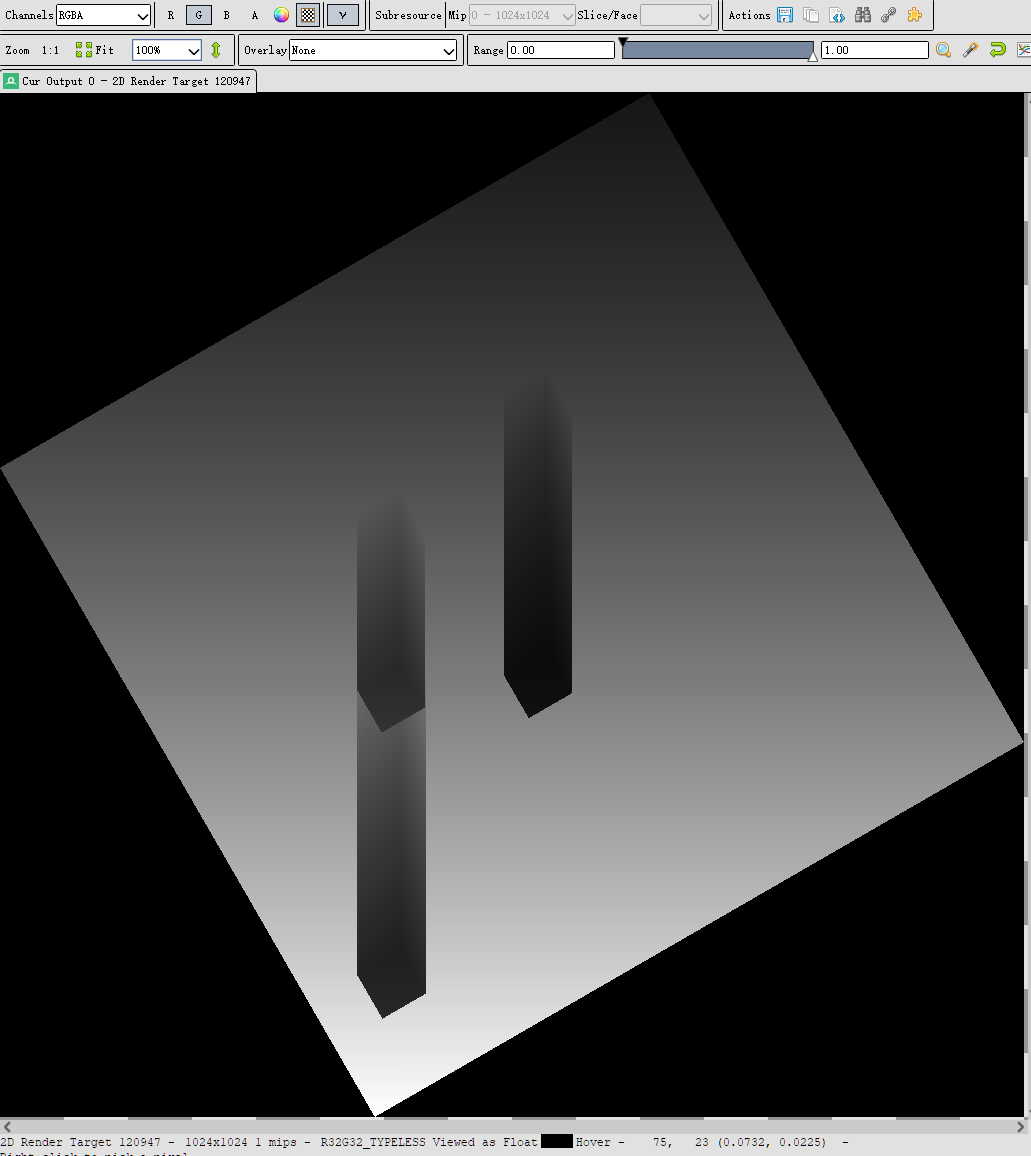 Channels RGBA R G B A γ Subresource Mip 0 - 1024x1024 Slice/Face Actions
Zoom 1:1 Fit 100% Overlay None Range 0.00 1.00
Cur Output 0 - 2D Render Target 120947
2D Render Target 120947 - 1024x1024 1 mips - R32G32_TYPELESS Viewed as Float Hover - 75, 23 (0.0732, 0.0225) -